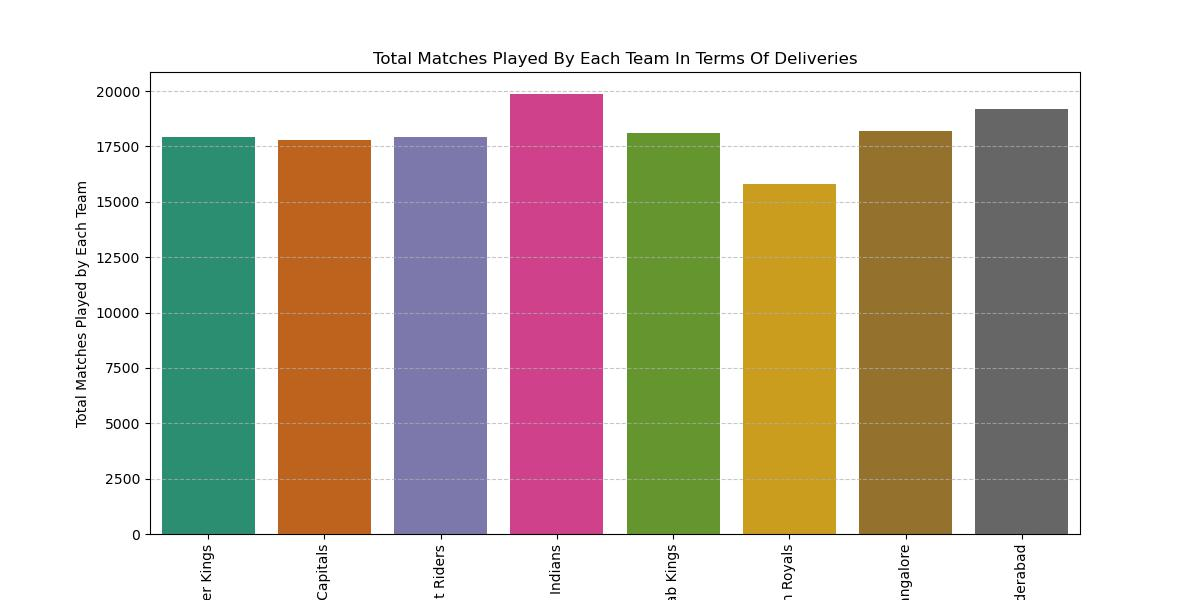 Total Matches Played By Each Team In Terms Of Deliveries
Total Matches Played by Each Team
20000
17500
15000
12500
10000
7500
5000
2500
0
er Kings
Capitals
t Riders
Indians
ab Kings
n Royals
angalore
derabad